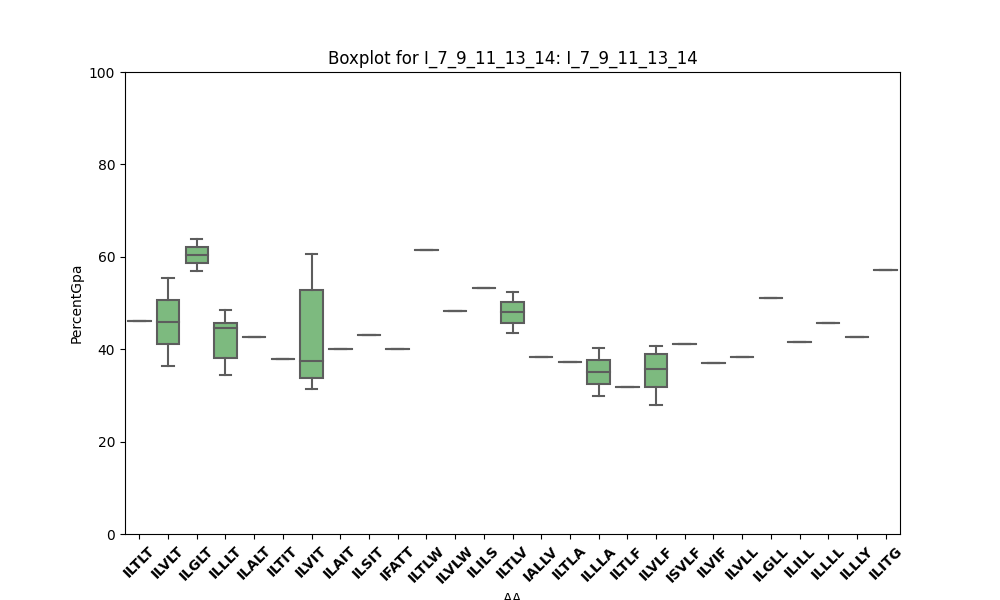 Boxplot for I_7_9_11_13_14: I_7_9_11_13_14
PercentGpa
100
80
60
40
20
0
ILTLT ILVLT ILGLT ILLLT ILALT ILTIT ILVIT ILAIT ILSIT IFATT ILTLW ILVLW ILILS ILTLV IALLV ILTLA ILLLA ILTLF ILVLF ISVLF ILVIF ILVLL ILGLL ILILL ILLLL ILLLY ILITG
AA